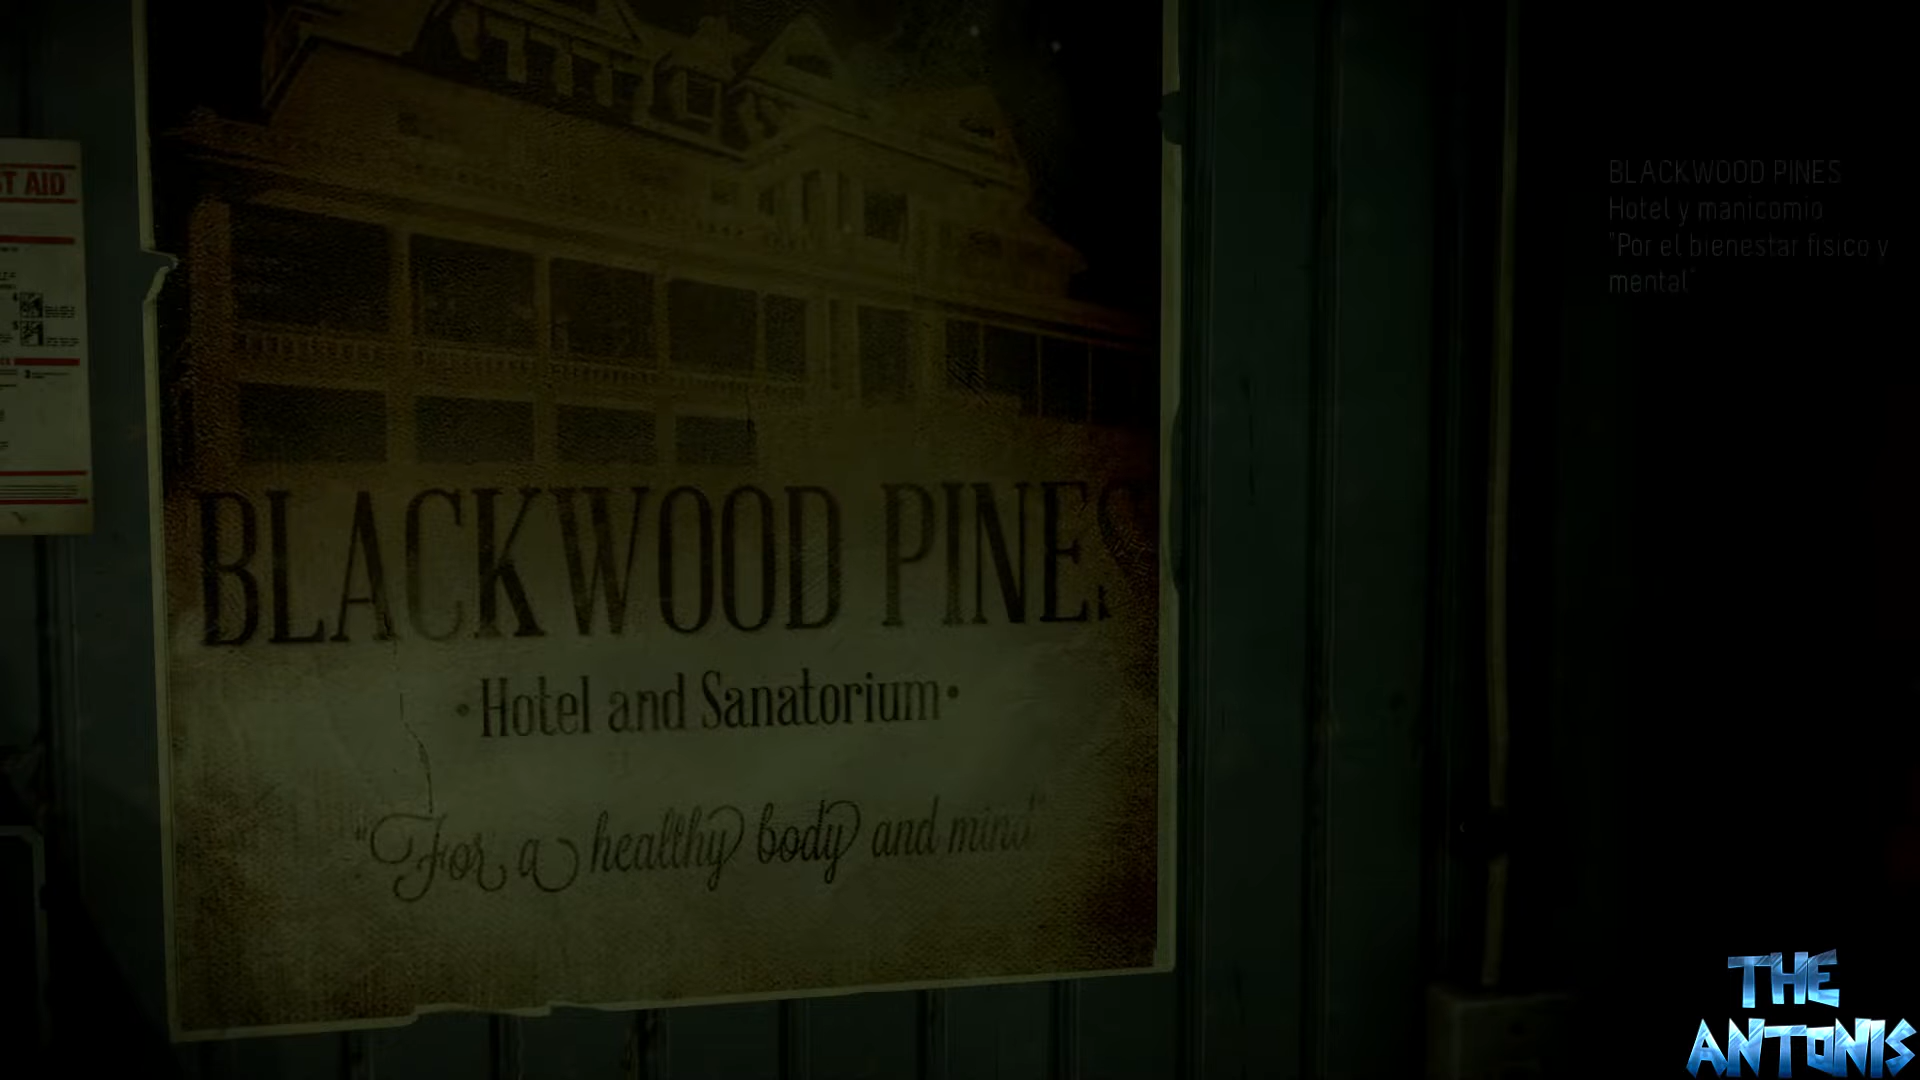 T AID
BLACKWOOD PINES
• Hotel and Sanatorium •
"For a healthy body and mind"
BLACKWOOD PINES
Hotel y manicomio
"Por el bienestar físico y
mental"
THE
ANTONIS